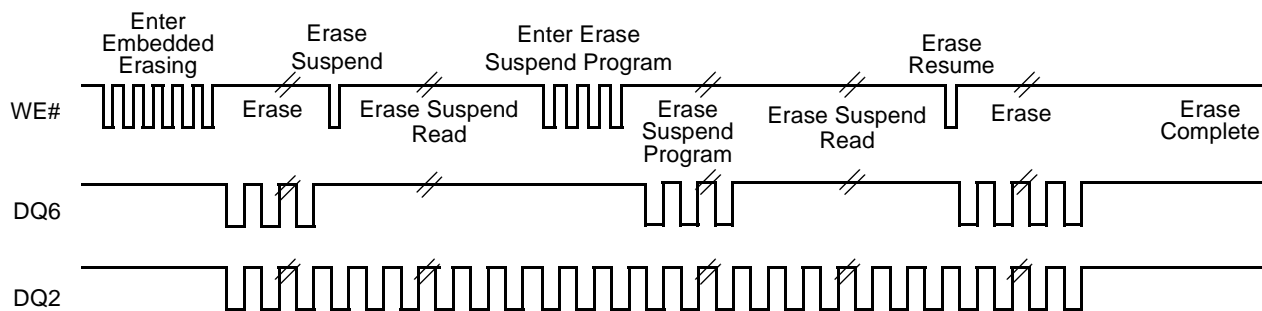 Enter
Embedded
Erasing
Erase
Suspend
Enter Erase
Suspend Program
Erase
Resume
WE#
Erase
Erase Suspend
Read
Erase
Suspend
Program
Erase Suspend
Read
Erase
Erase
Complete
DQ6
DQ2